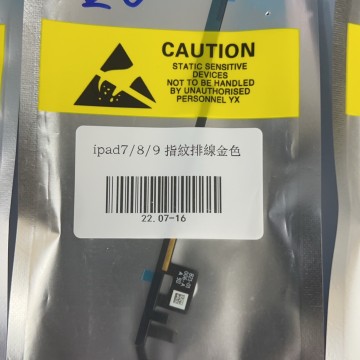 CAUTION
STATIC SENSITIVE
DEVICES
NOT TO BE HANDLED
BY UNAUTHORISED
PERSONNEL YX
ipad7/8/9 指紋排線金色
22.07-16